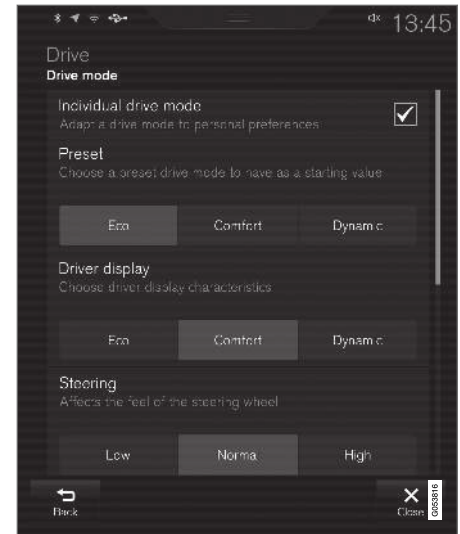 13:45
Drive
Drive mode
Individual drive mode
Adapt a drive mode to personal preferences
Preset
Choose a preset drive mode to have as a starting value
Eco Comfort Dynamic
Driver display
Choose driver display characteristics
Eco Comfort Dynamic
Steering
Affects the feel of the steering wheel
Low Normal High
Back Close
G053816